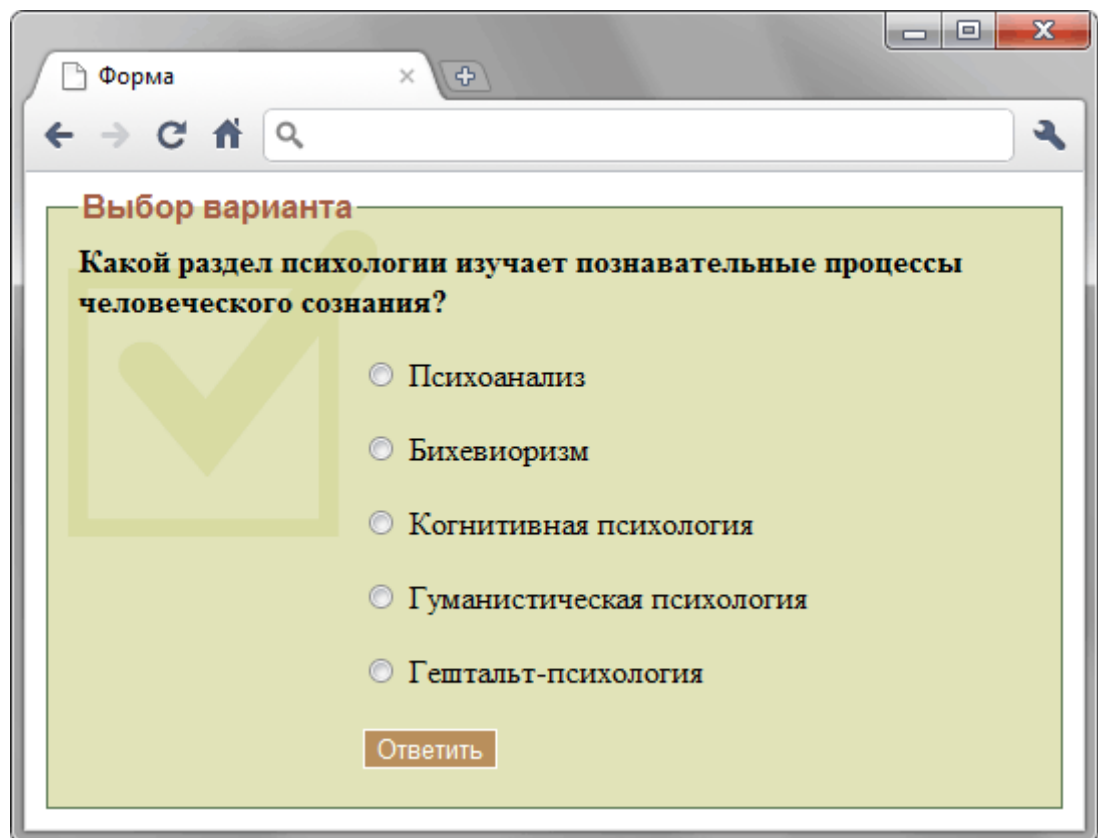 Форма
Выбор варианта
Какой раздел психологии изучает познавательные процессы
человеческого сознания?
Психоанализ
Бихевиоризм
Когнитивная психология
Гуманистическая психология
Гештальт-психология
Ответить